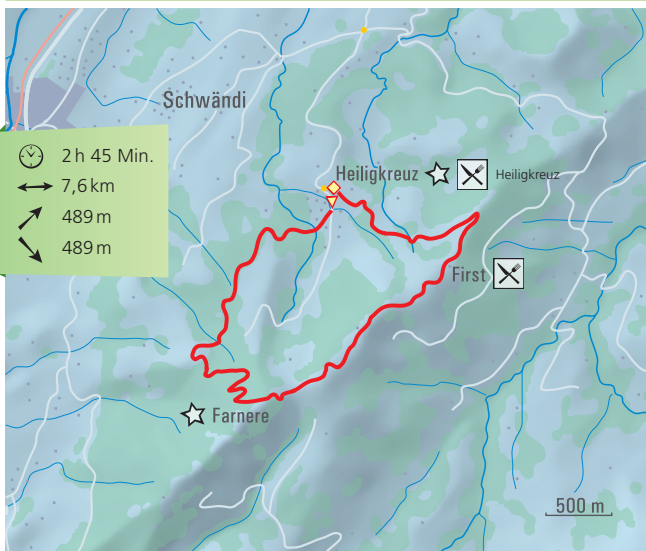 Schwändi
2 h 45 Min.
7,6 km
489 m
489 m
Heiligkreuz
Heiligkreuz
First
Farnere
500 m